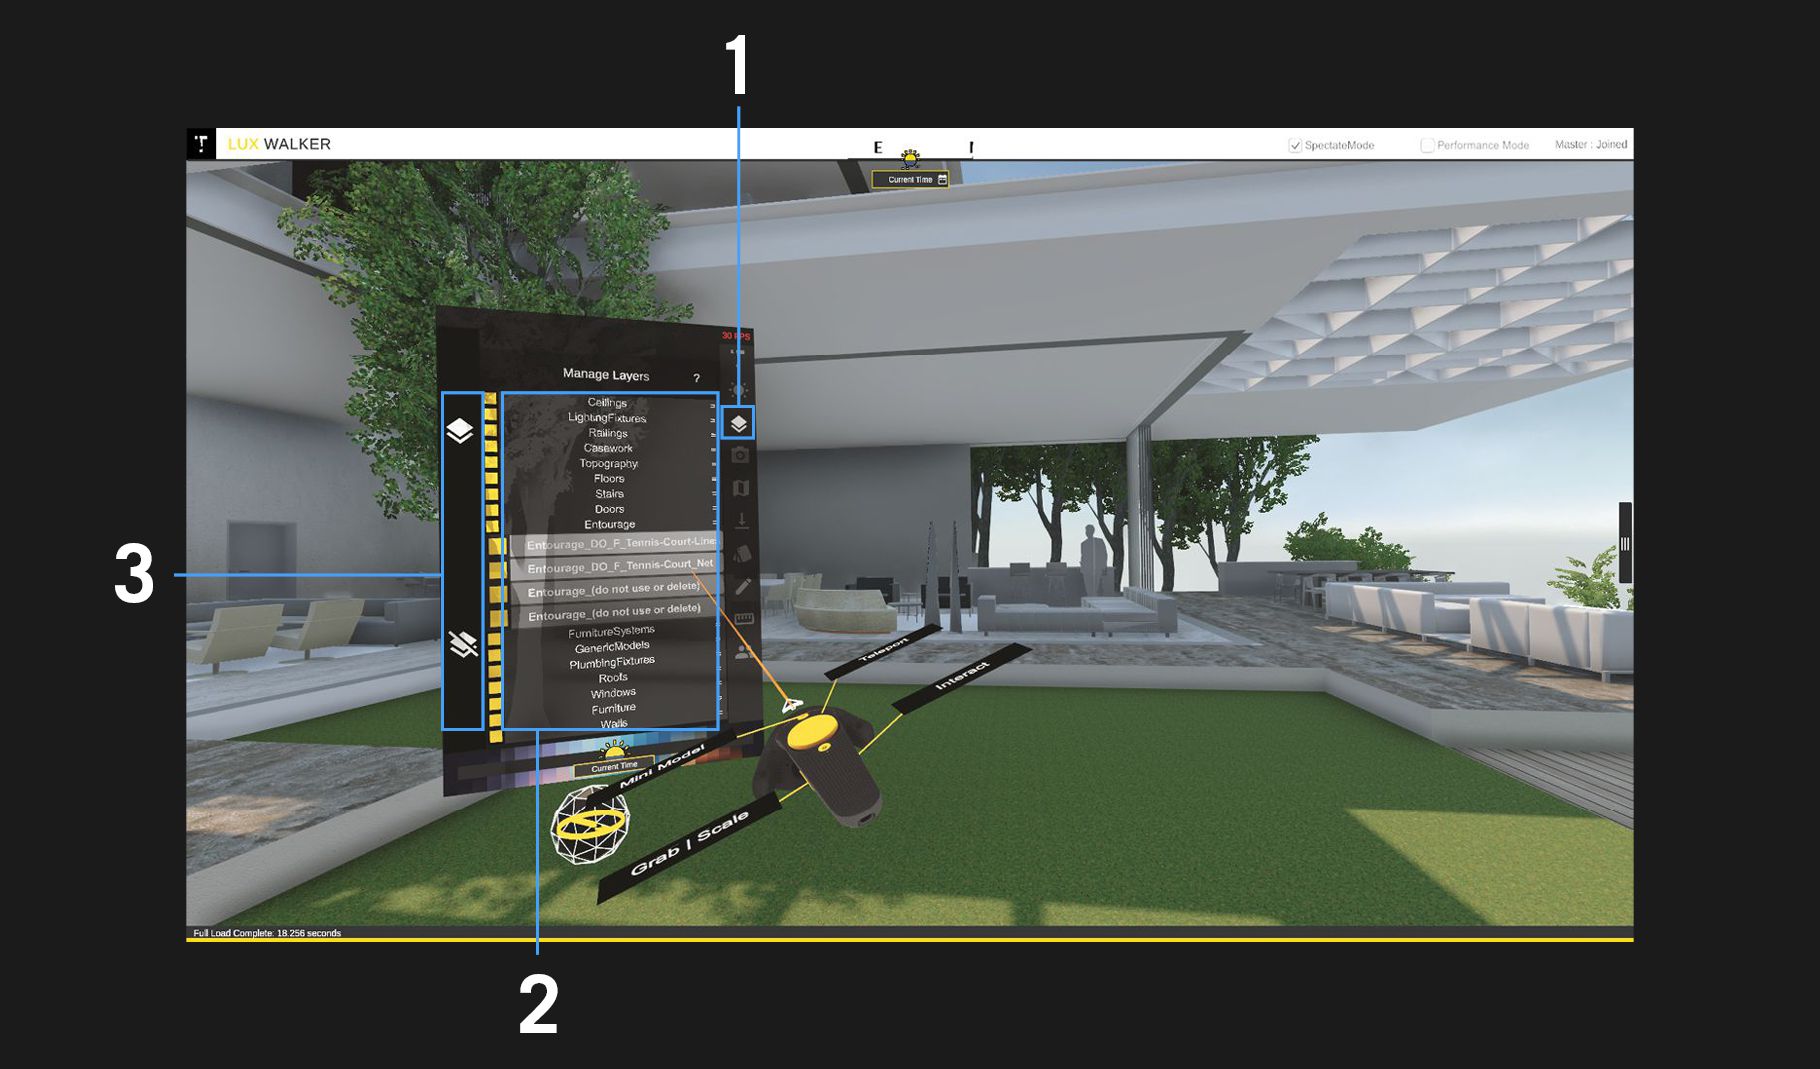 1
LUX WALKER
E
SpectateMode
Performance Mode
Master : Joined
Current Time
30 FPS
Manage Layers ?
Ceilings
LightingFixtures
Railings
Casework
Topography
Floors
Stairs
Doors
Entourage
Entourage_DO_F_Tennis-Court-Line
Entourage_DO_F_Tennis-Court_Net
Entourage_(do not use or delete)
Entourage_(do not use or delete)
FurnitureSystems
GenericModels
PlumbingFixtures
Roofs
Windows
Furniture
Walls
3
Teleport
Interact
Current Time
Mini Model
Grab | Scale
Full Load Complete: 18.256 seconds
2